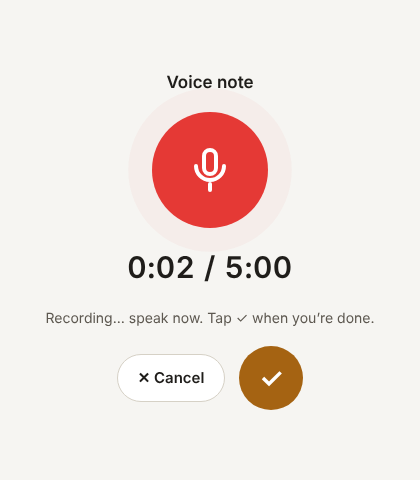 Voice note
0:02 / 5:00
Recording... speak now. Tap ✓ when you’re done.
✕ Cancel